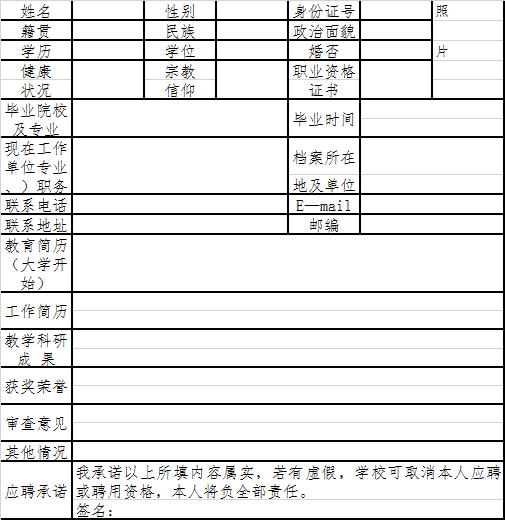 姓名 性别 身份证号 照
籍贯 民族 政治面貌
学历 学位 婚否 片
健康 宗教 职业资格
状况 信仰 证书
毕业院校
及专业
毕业时间
现在工作
单位专业
、）职务
档案所在
地及单位
联系电话 E—mail
联系地址 邮编
教育简历
（大学开
始）
工作简历
教学科研
成 果
获奖荣誉
审查意见
其他情况
应聘承诺
我承诺以上所填内容属实，若有虚假，学校可取消本人应聘
或聘用资格，本人将负全部责任。
签名：